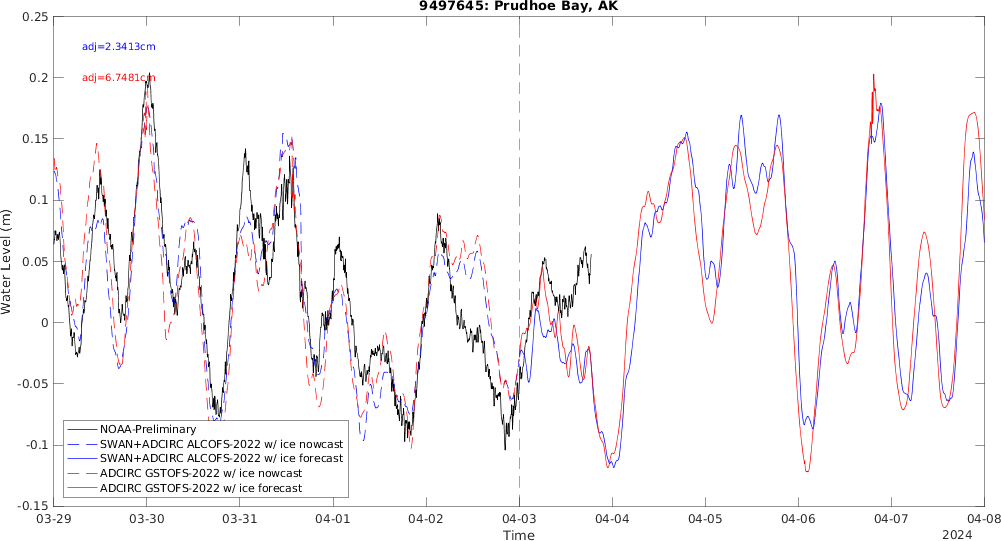 9497645: Prudhoe Bay, AK
0.25
adj=2.3413cm
0.2
adj=6.7481cm
0.15
0.1
0.05
0
-0.05
-0.1
-0.15
Water Level (m)
NOAA-Preliminary
SWAN+ADCIRC ALCOFS-2022 w/ ice nowcast
SWAN+ADCIRC ALCOFS-2022 w/ ice forecast
ADCIRC GSTOFS-2022 w/ ice nowcast
ADCIRC GSTOFS-2022 w/ ice forecast
03-29 03-30 03-31 04-01 04-02 04-03 04-04 04-05 04-06 04-07 04-08
Time
2024